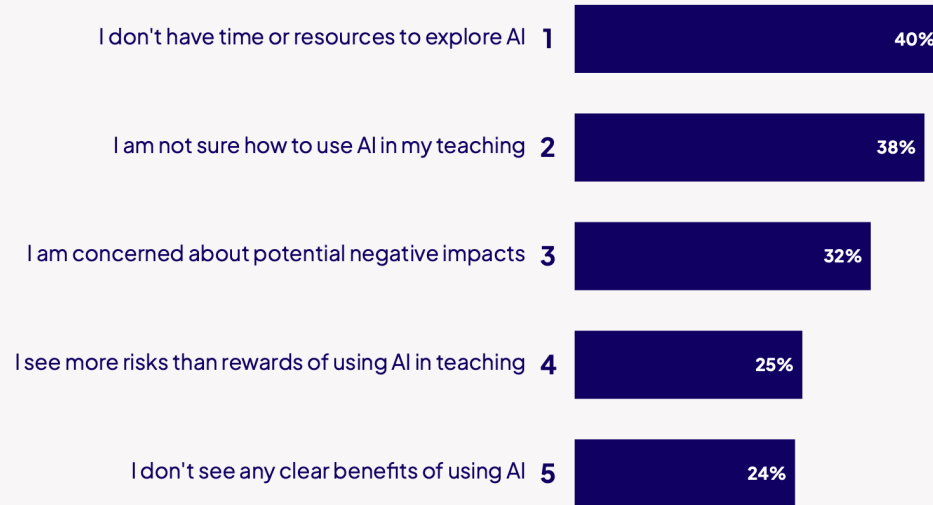 I don't have time or resources to explore AI 1 40%
I am not sure how to use AI in my teaching 2 38%
I am concerned about potential negative impacts 3 32%
I see more risks than rewards of using AI in teaching 4 25%
I don't see any clear benefits of using AI 5 24%